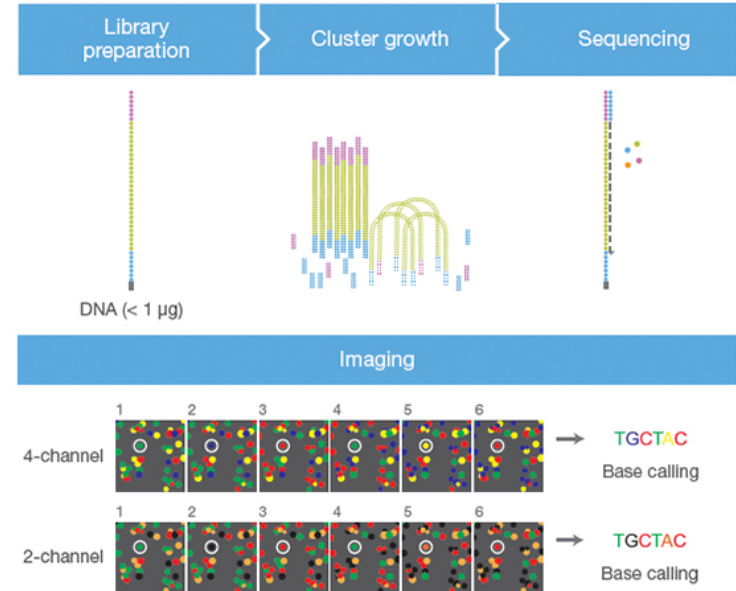 Library
preparation
Cluster growth
Sequencing
DNA (< 1 µg)
Imaging
1 2 3 4 5 6
4-channel
TGCTAC
Base calling
1 2 3 4 5 6
2-channel
TGCTAC
Base calling